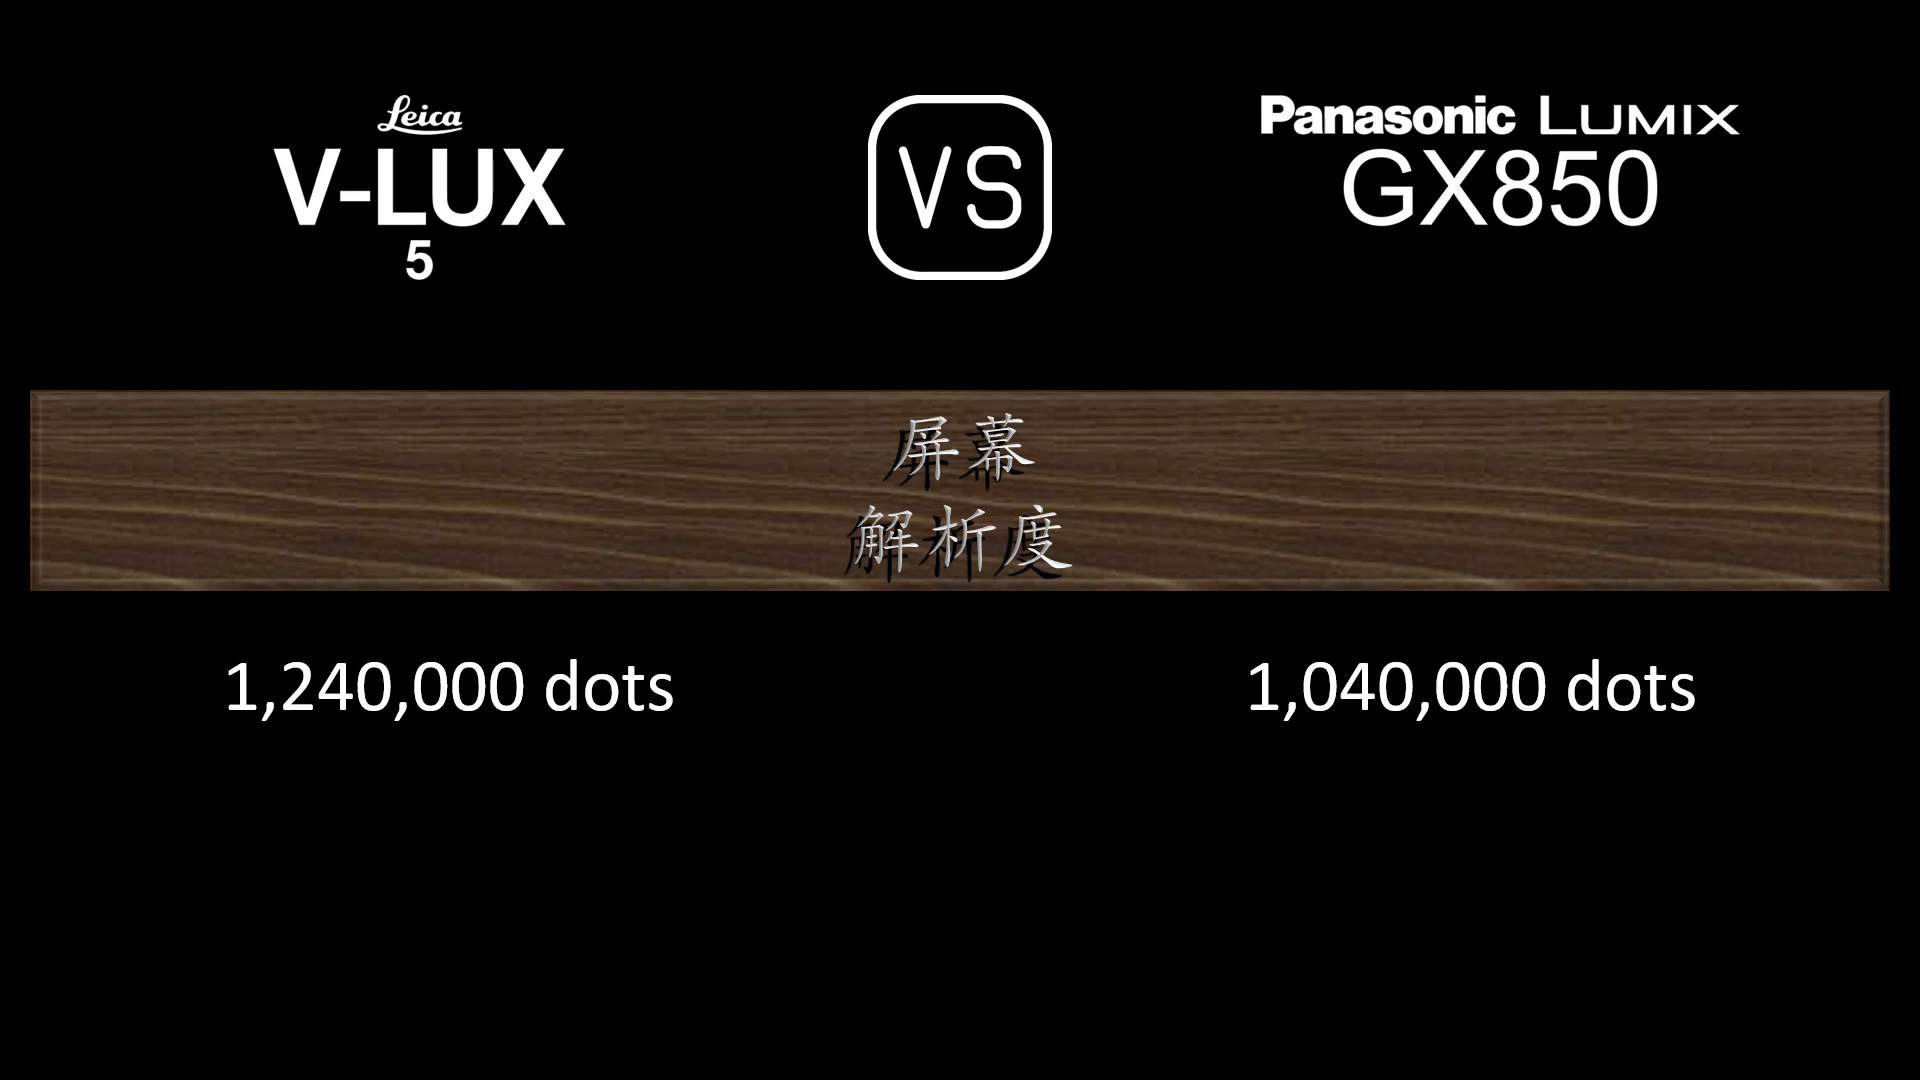 Leica
V-LUX
5
VS
Panasonic LUMIX
GX850
屏幕
解析度
1,240,000 dots
1,040,000 dots